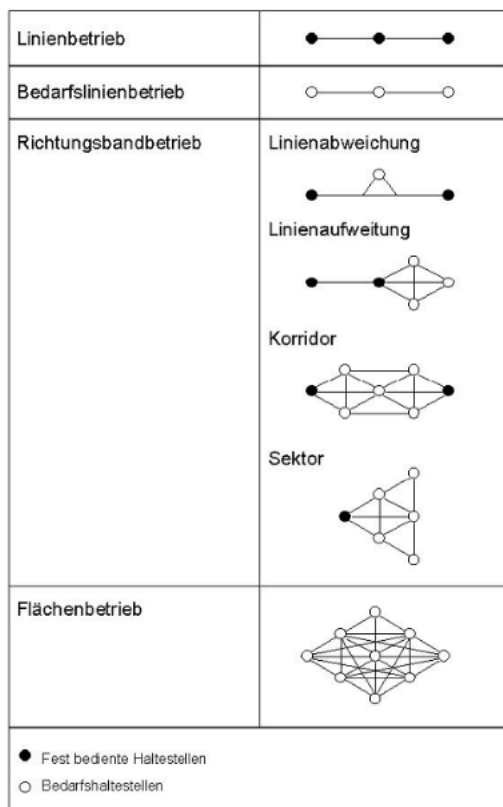 Linienbetrieb
Bedarfslinienbetrieb
Richtungsbandbetrieb
Linienabweichung
Linienaufweitung
Korridor
Sektor
Flächenbetrieb
Fest bediente Haltestellen
Bedarfshaltestellen